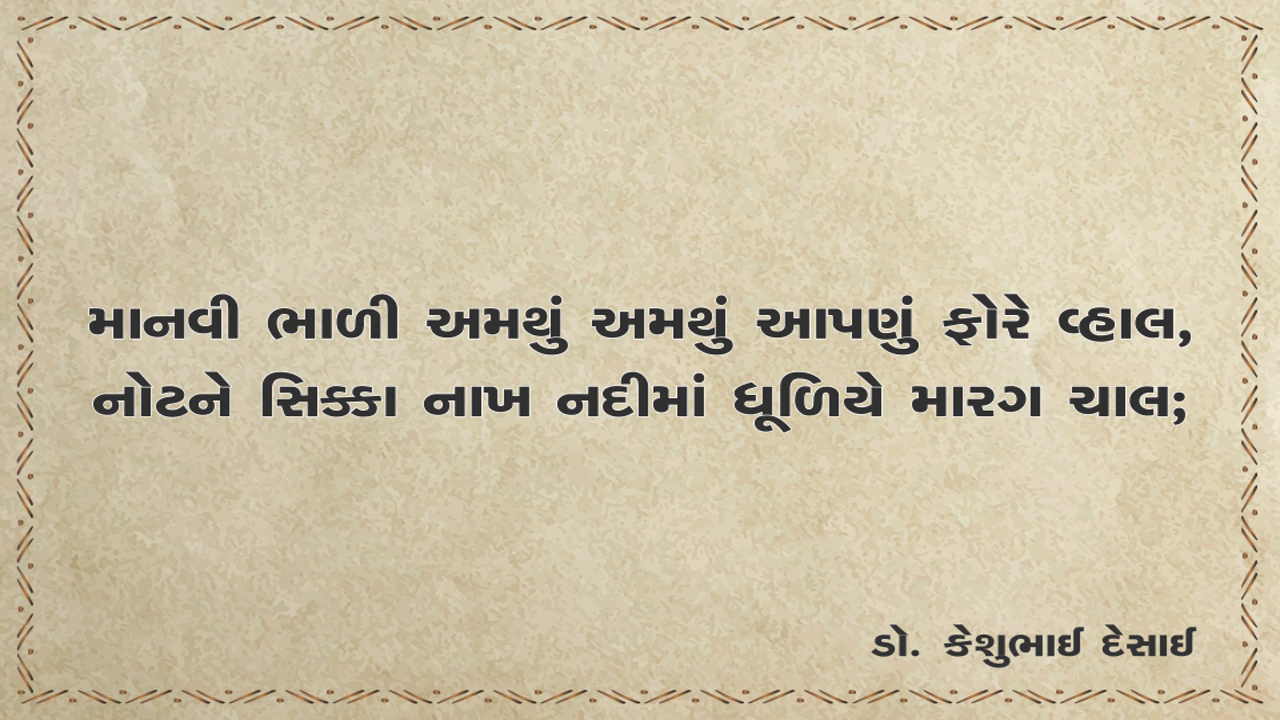 માનવી ભાળી અમથું અમથું આપણું ફોરે વ્હાલ,
નોટને સિક્કા નાખ નદીમાં ધૂળિયે મારગ ચાલ;
ડો. કેશુભાઈ દેસાઈ